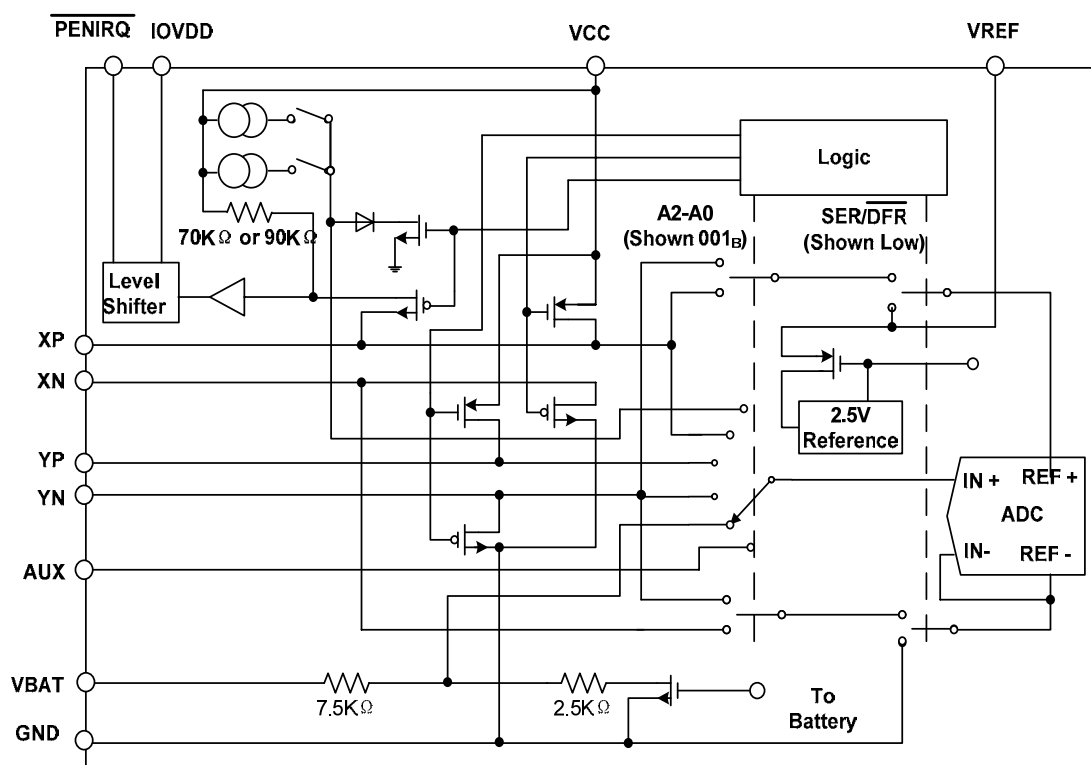 PENIRQ IOVDD VCC VREF
Logic
70KΩ or 90KΩ
A2-A0
(Shown 001B)
SER/DFR
(Shown Low)
Level
Shifter
XP
XN
2.5V
Reference
YP
YN
IN +
REF +
ADC
IN-
REF -
AUX
VBAT
7.5KΩ
2.5KΩ
To
Battery
GND